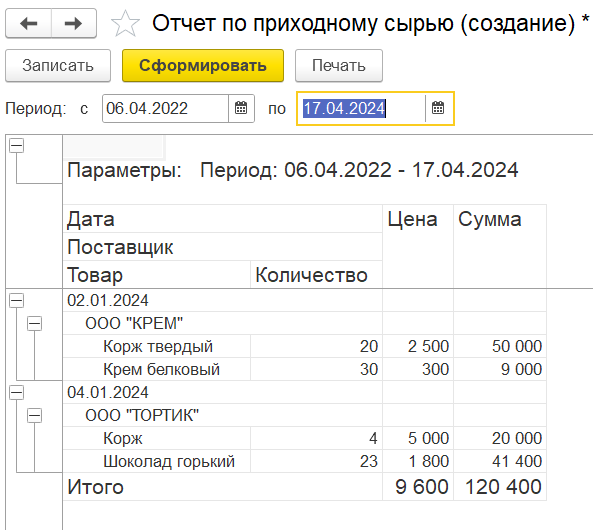 Отчет по приходному сырью (создание) *
Записать Сформировать Печать
Период: с 06.04.2022 по 17.04.2024
Параметры: Период: 06.04.2022 - 17.04.2024
Дата Цена Сумма
Поставщик
Товар Количество
02.01.2024
ООО "КРЕМ"
Корж твердый 20 2 500 50 000
Крем белковый 30 300 9 000
04.01.2024
ООО "ТОРТИК"
Корж 4 5 000 20 000
Шоколад горький 23 1 800 41 400
Итого 9 600 120 400